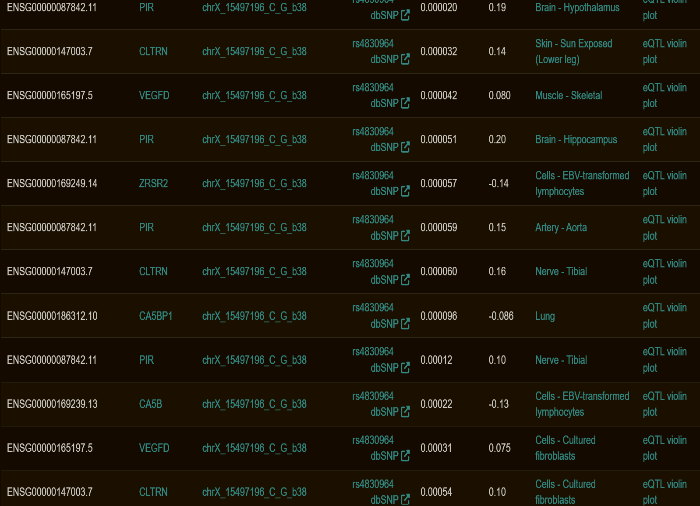 ENSG00000087842.11 PIR chrX_15497196_C_G_b38 rs4830964 0.000020 0.19 Brain - Hypothalamus eQTL violin
dbSNP plot
ENSG00000147003.7 CLTRN chrX_15497196_C_G_b38 rs4830964 0.000032 0.14 Skin - Sun Exposed eQTL violin
dbSNP (Lower leg) plot
ENSG00000165197.5 VEGFD chrX_15497196_C_G_b38 rs4830964 0.000042 0.080 Muscle - Skeletal eQTL violin
dbSNP plot
ENSG00000087842.11 PIR chrX_15497196_C_G_b38 rs4830964 0.000051 0.20 Brain - Hippocampus eQTL violin
dbSNP plot
ENSG00000169249.14 ZRSR2 chrX_15497196_C_G_b38 rs4830964 0.000057 -0.14 Cells - EBV-transformed eQTL violin
dbSNP lymphocytes plot
ENSG00000087842.11 PIR chrX_15497196_C_G_b38 rs4830964 0.000059 0.15 Artery - Aorta eQTL violin
dbSNP plot
ENSG00000147003.7 CLTRN chrX_15497196_C_G_b38 rs4830964 0.000060 0.16 Nerve - Tibial eQTL violin
dbSNP plot
ENSG00000186312.10 CA5BP1 chrX_15497196_C_G_b38 rs4830964 0.000096 -0.086 Lung eQTL violin
dbSNP plot
ENSG00000087842.11 PIR chrX_15497196_C_G_b38 rs4830964 0.00012 0.10 Nerve - Tibial eQTL violin
dbSNP plot
ENSG00000169239.13 CA5B chrX_15497196_C_G_b38 rs4830964 0.00022 -0.13 Cells - EBV-transformed eQTL violin
dbSNP lymphocytes plot
ENSG00000165197.5 VEGFD chrX_15497196_C_G_b38 rs4830964 0.00031 0.075 Cells - Cultured eQTL violin
dbSNP fibroblasts plot
ENSG00000147003.7 CLTRN chrX_15497196_C_G_b38 rs4830964 0.00054 0.10 Cells - Cultured eQTL violin
dbSNP fibroblasts plot